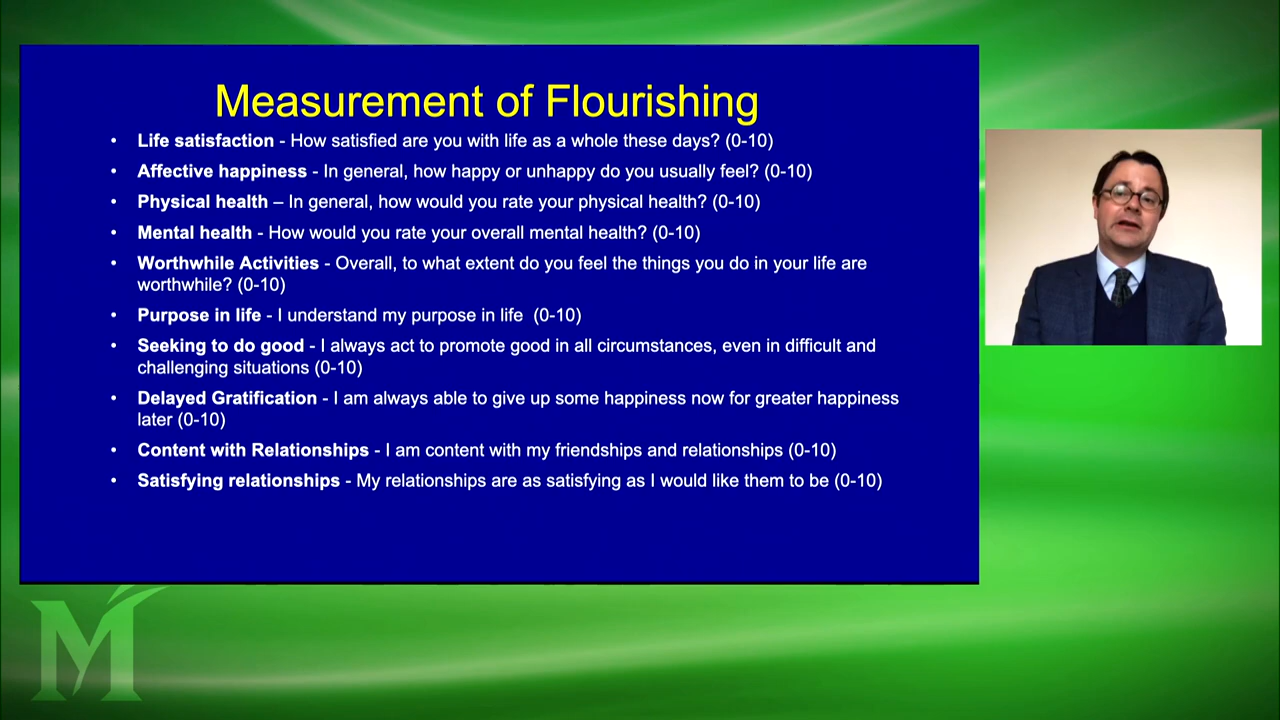 Measurement of Flourishing
• Life satisfaction - How satisfied are you with life as a whole these days? (0-10)
• Affective happiness - In general, how happy or unhappy do you usually feel? (0-10)
• Physical health – In general, how would you rate your physical health? (0-10)
• Mental health - How would you rate your overall mental health? (0-10)
• Worthwhile Activities - Overall, to what extent do you feel the things you do in your life are
worthwhile? (0-10)
• Purpose in life - I understand my purpose in life (0-10)
• Seeking to do good - I always act to promote good in all circumstances, even in difficult and
challenging situations (0-10)
• Delayed Gratification - I am always able to give up some happiness now for greater happiness
later (0-10)
• Content with Relationships - I am content with my friendships and relationships (0-10)
• Satisfying relationships - My relationships are as satisfying as I would like them to be (0-10)
M